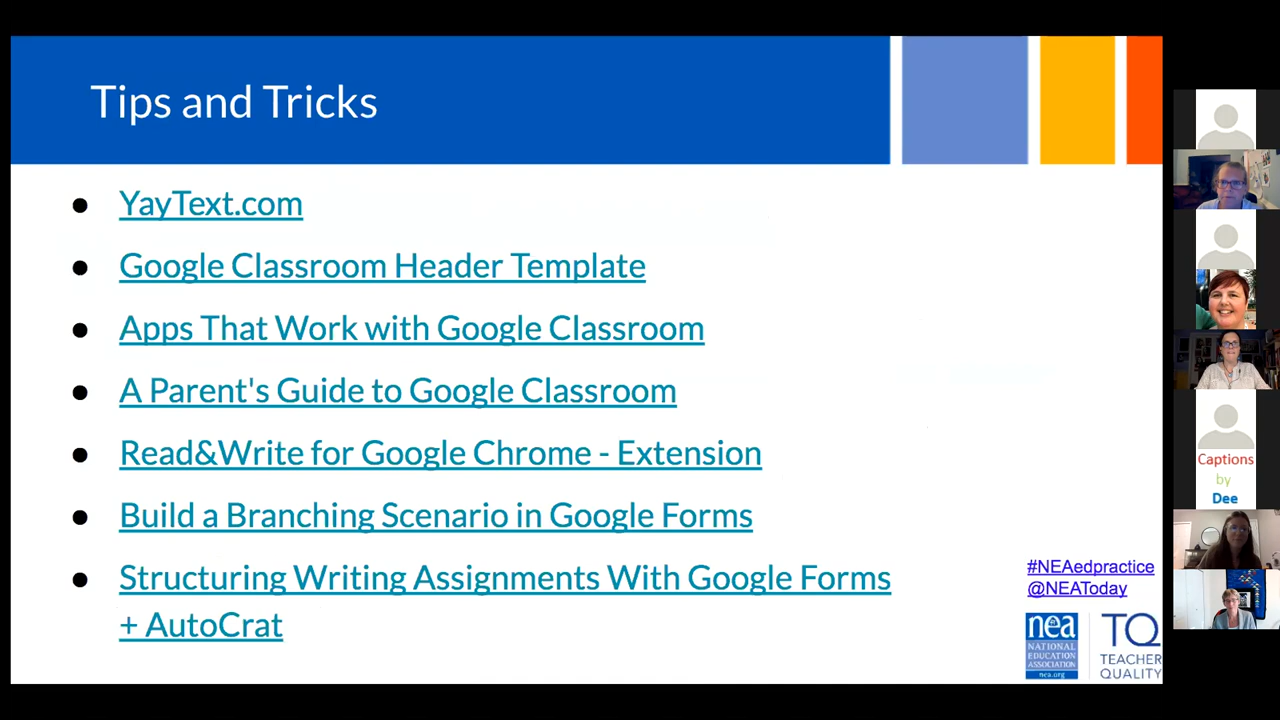 Tips and Tricks
YayText.com
Google Classroom Header Template
Apps That Work with Google Classroom
A Parent's Guide to Google Classroom
Read&Write for Google Chrome - Extension
Build a Branching Scenario in Google Forms
Structuring Writing Assignments With Google Forms
+ AutoCrat
#NEAedpractice
@NEAToday
nea
NATIONAL
EDUCATION
ASSOCIATION
nea.org
TQ
TEACHER
QUALITY
Captions
by
Dee